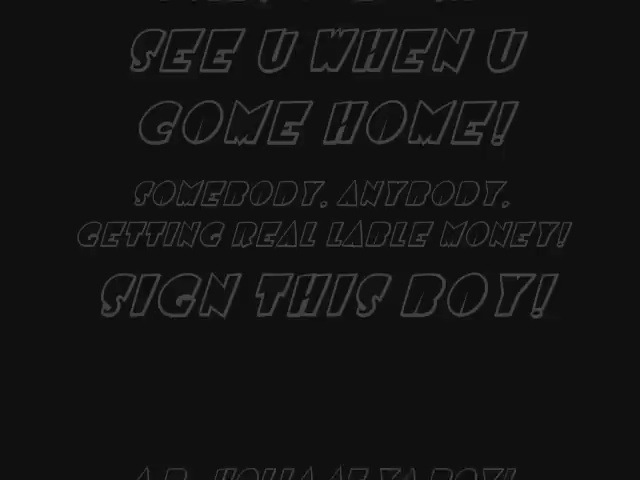 SEE U WHEN U
COME HOME!
SOMEBODY, ANYBODY,
GETTING REAL LABLE MONEY!
SIGN THIS BOY!